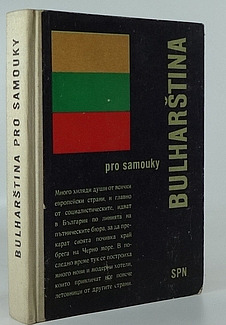 BULHARŠTINA PRO SAMOUKY
BULHARŠTINA
pro samouky
Много хиляди души от всички
европейски страни, и главно
от социалистическите, идват
в България по линията на
пътническите бюра, за да пре-
карат своята почивка край
брега на Черно море. В по-
следно време тук се построиха
много нови и модерни хотели,
които привличат все повече
летовници от другите страни.
SPN